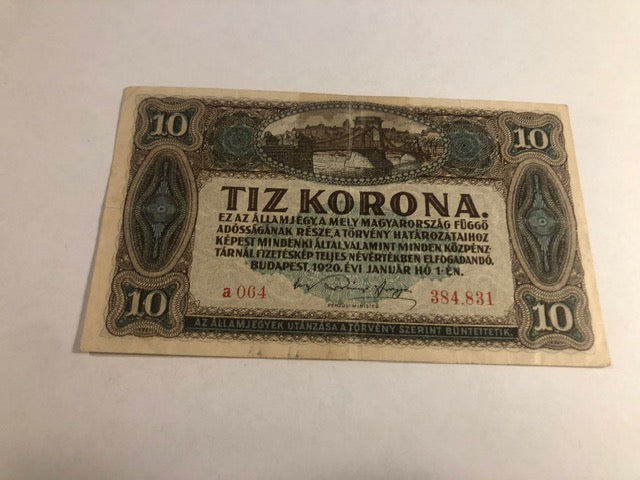 10 10
TIZ KORONA.
EZ AZ ÁLLAMJEGY, A MELY MAGYARORSZÁG FÜGGŐ
ADÓSSÁGÁNAK RÉSZE, A TÖRVÉNY HATÁROZATAIHOZ
KÉPEST MINDENKI ÁLTAL, VALAMINT MINDEN KÖZPÉNZ-
TÁRNÁL FIZETÉSKÉP TELJES NÉVÉRTÉKBEN ELFOGADANDÓ.
BUDAPEST, 1920. ÉVI JANUÁR HÓ 1-ÉN.
a 064 384,831
PÉNZÜGYMINISTER
10 10
AZ ÁLLAMJEGYEK UTÁNZÁSA A TÖRVÉNY SZERINT BÜNTETTETIK.